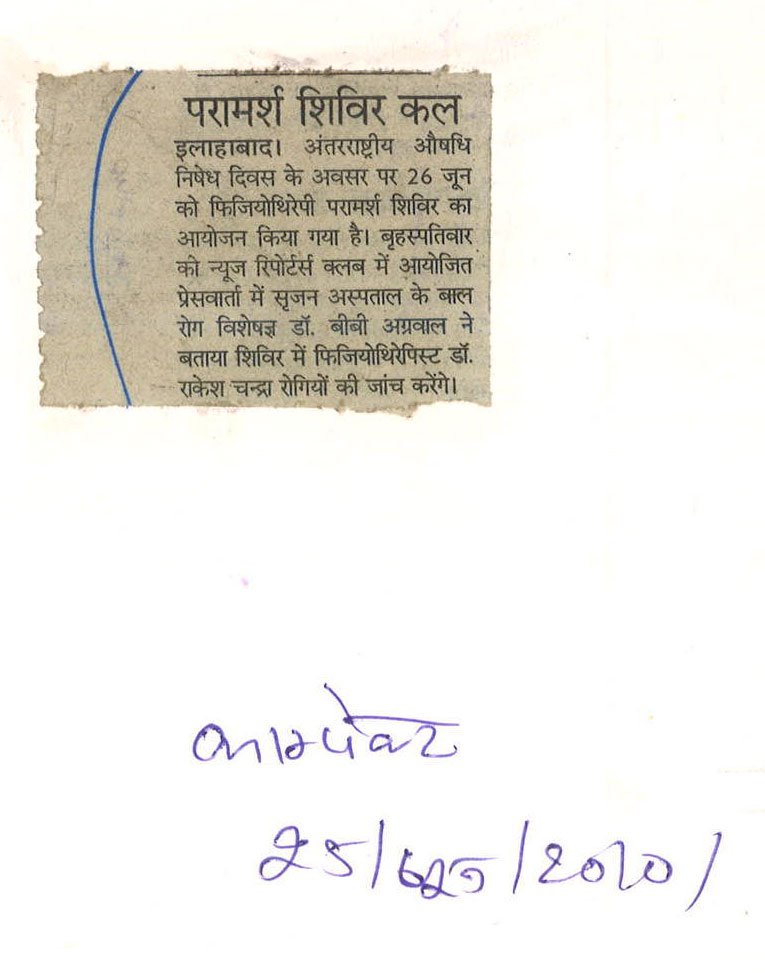 परामर्श शिविर कल
इलाहाबाद। अंतरराष्ट्रीय औषधि
निषेध दिवस के अवसर पर 26 जून
को फिजियोथिरेपी परामर्श शिविर का
आयोजन किया गया है। बृहस्पतिवार
को न्यूज रिपोर्टर्स क्लब में आयोजित
प्रेसवार्ता में सृजन अस्पताल के बाल
रोग विशेषज्ञ डॉ. बीबी अग्रवाल ने
बताया शिविर में फिजियोथिरेपिस्ट डॉ.
राकेश चन्द्रा रोगियों की जांच करेंगे।
काम्पेक्ट
25/जून/2010/